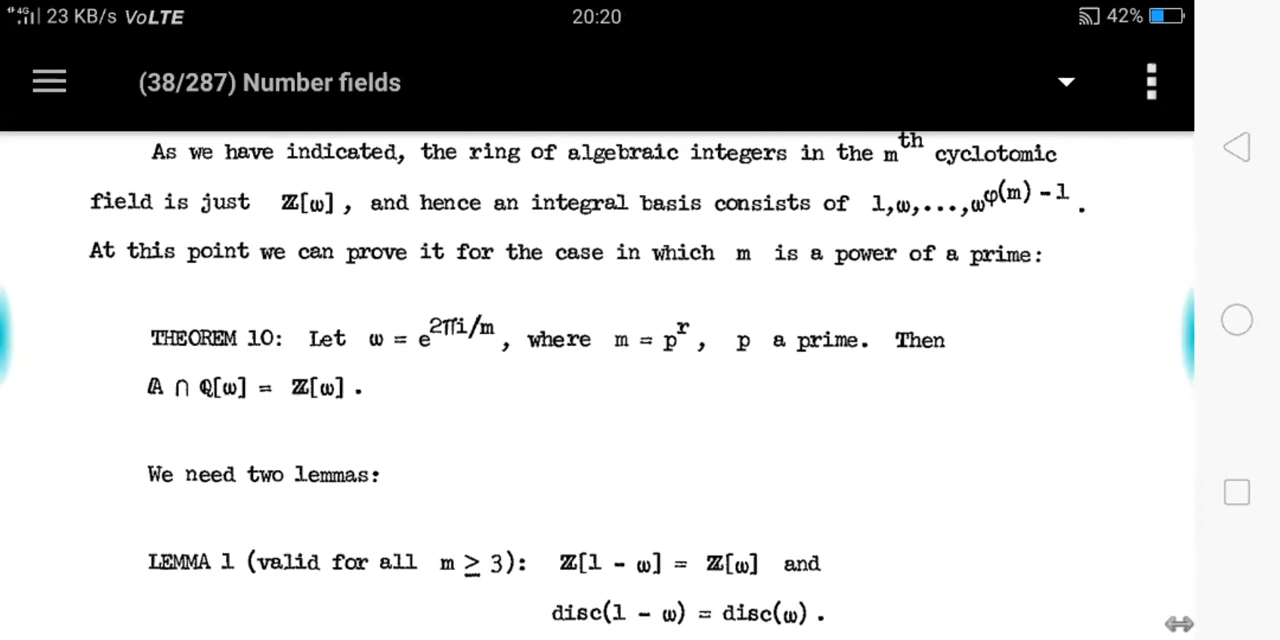 4G 23 KB/s VoLTE 20:20 42%
(38/287) Number fields
As we have indicated, the ring of algebraic integers in the mᵗʰ cyclotomic
field is just ℤ[ω], and hence an integral basis consists of 1,ω,...,ω^φ(m) - 1.
At this point we can prove it for the case in which m is a power of a prime:
THEOREM 10: Let ω = e^2πi/m, where m = pʳ, p a prime. Then
𝔸 ∩ ℚ[ω] = ℤ[ω].
We need two lemmas:
LEMMA 1 (valid for all m ≥ 3): ℤ[1 - ω] = ℤ[ω] and
disc(1 - ω) = disc(ω).